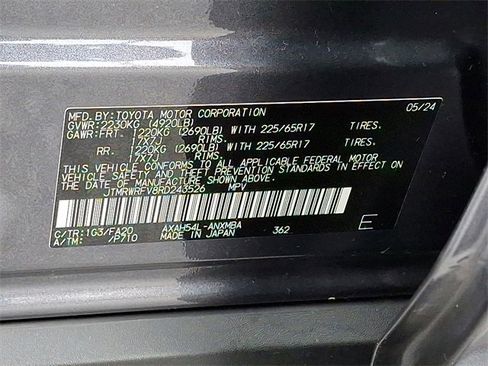 MFD.BY:TOYOTA MOTOR CORPORATION 05/24
GVWR:2230KG (4920LB)
GAWR:FRT. 1220KG (2690LB) WITH 225/65R17 TIRES.
17X7J RIMS.
RR. 1220KG (2690LB) WITH 225/65R17 TIRES.
17X7J RIMS.
THIS VEHICLE CONFORMS TO ALL APPLICABLE FEDERAL MOTOR
VEHICLE SAFETY AND THEFT PREVENTION STANDARDS IN EFFECT
ON THE DATE OF MANUFACTURE SHOWN ABOVE.
JTMRWRFV8RD243526 MPV
C/TR:1G3/FA20 AXAH54L-ANXMBA 362 E
A/TM: /P710 MADE IN JAPAN